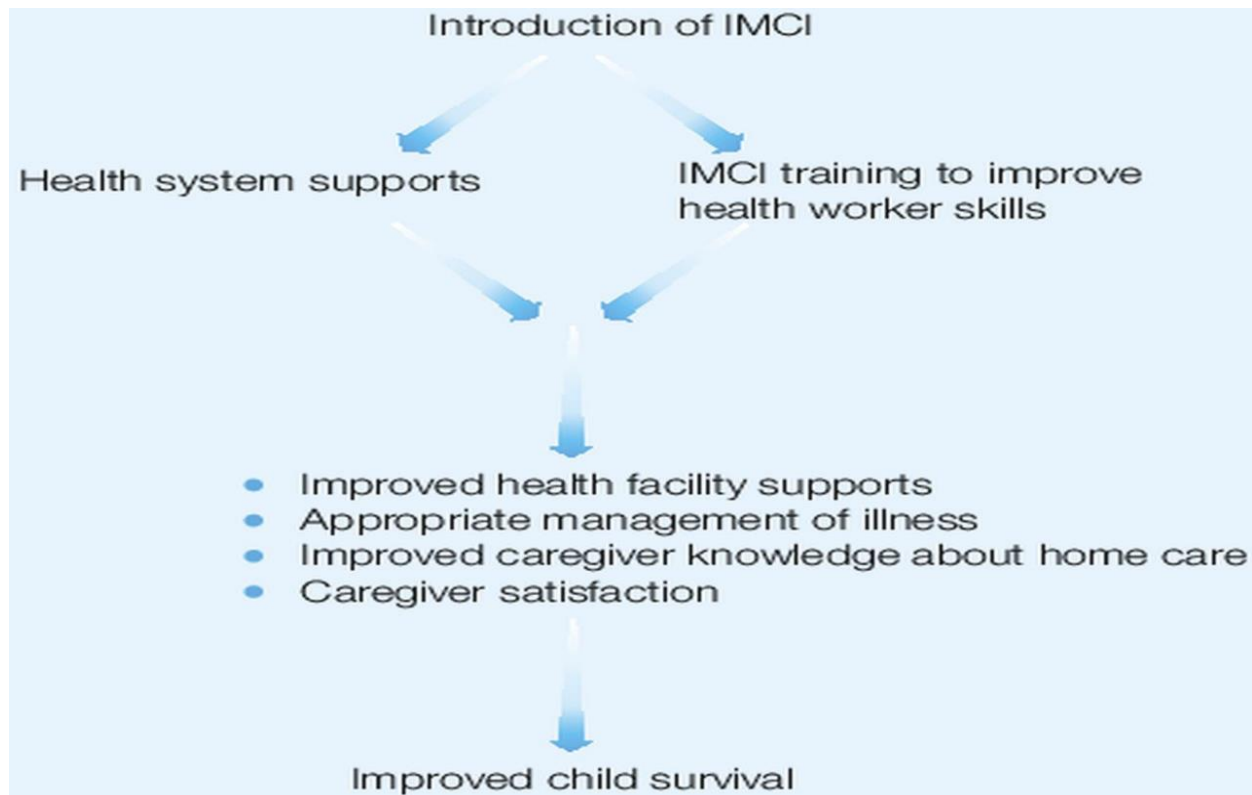 Introduction of IMCI
Health system supports
IMCI training to improve
health worker skills
• Improved health facility supports
• Appropriate management of illness
• Improved caregiver knowledge about home care
• Caregiver satisfaction
Improved child survival